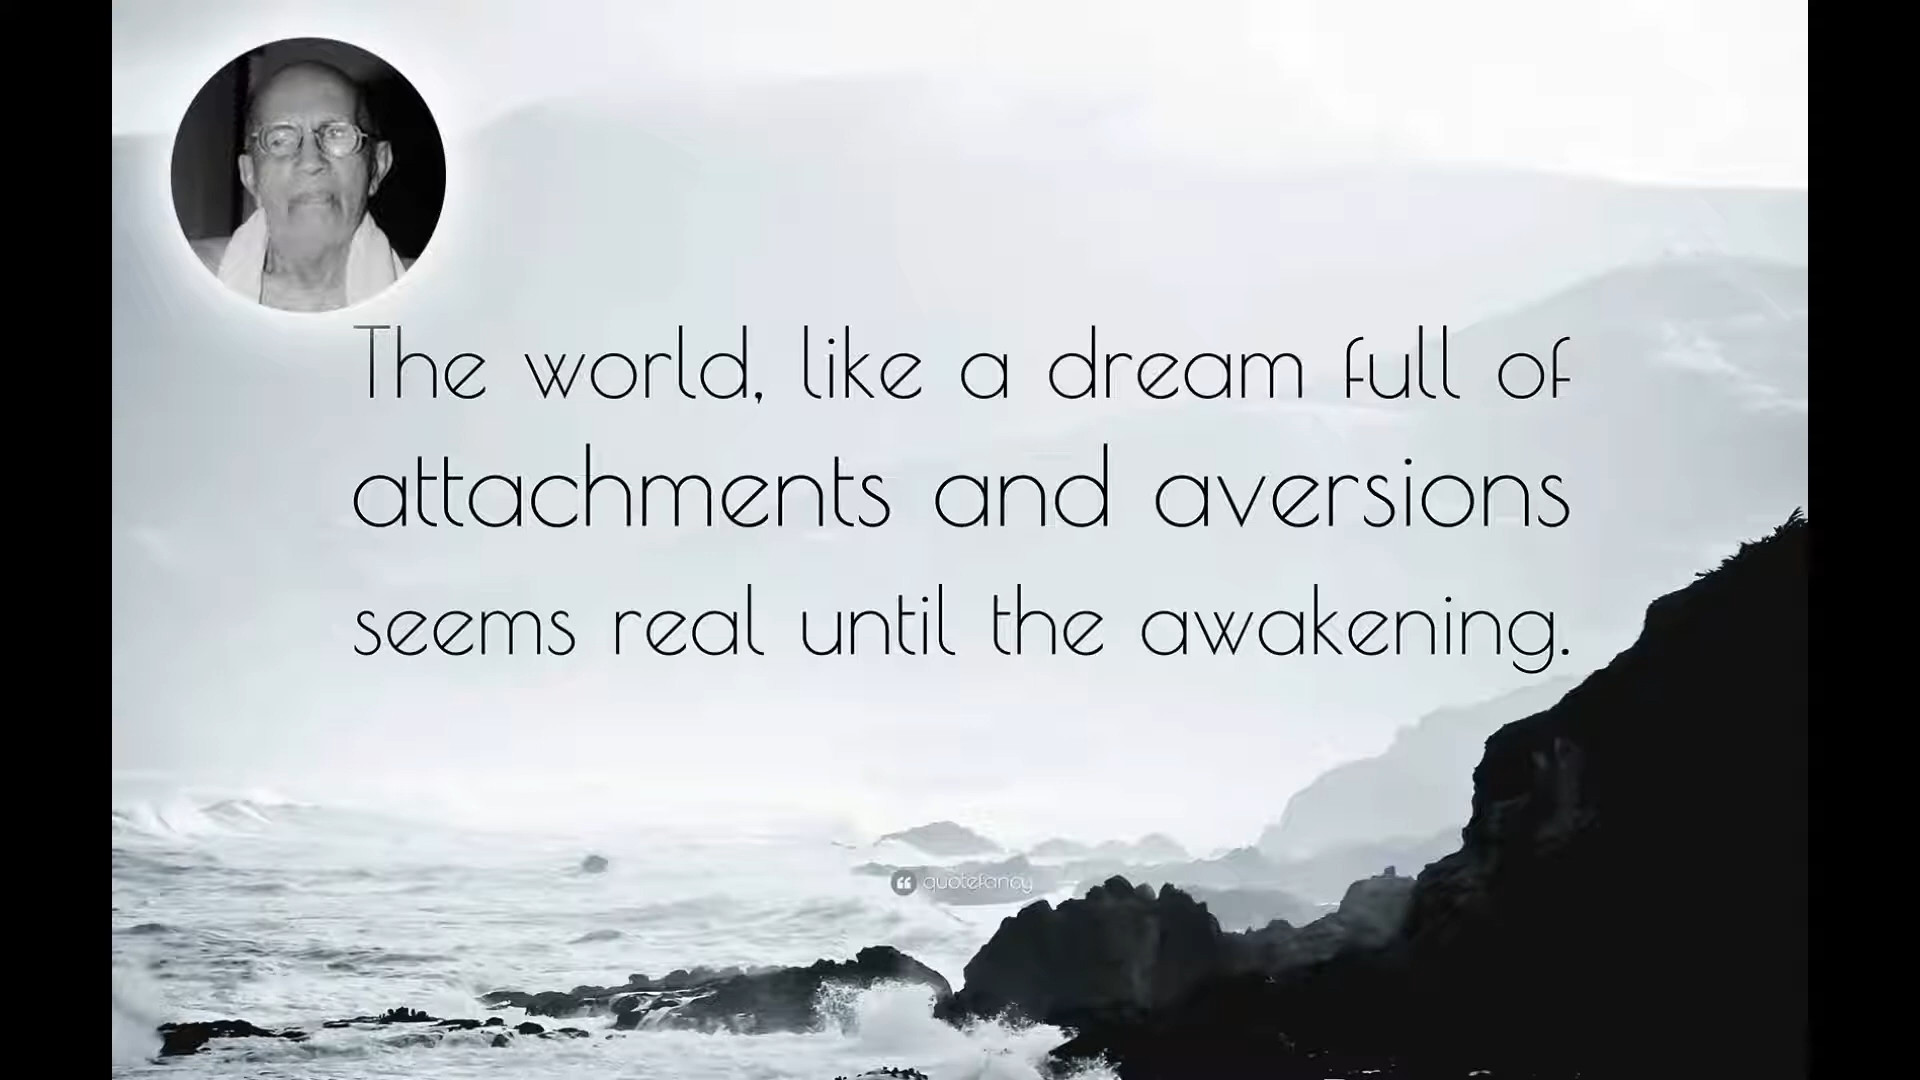 The world, like a dream full of
attachments and aversions
seems real until the awakening.
quotefancy